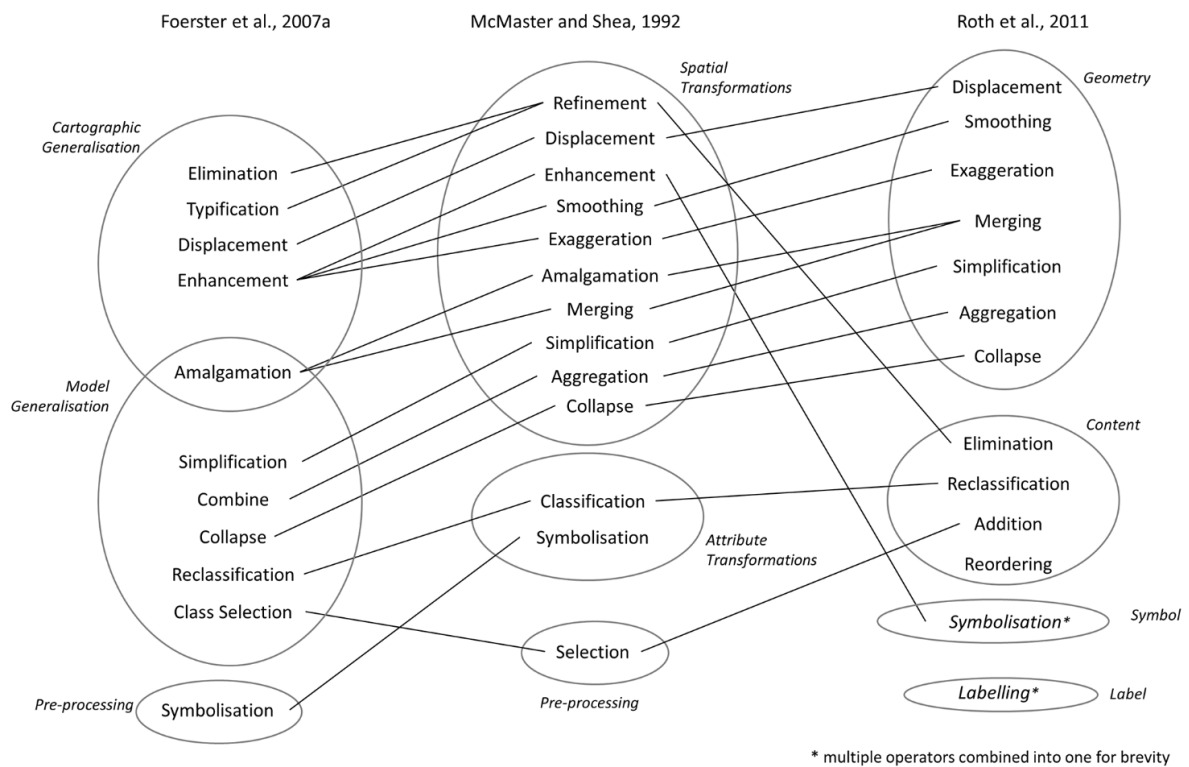 Foerster et al., 2007a
Cartographic
Generalisation
Elimination
Typification
Displacement
Enhancement
Amalgamation
Model
Generalisation
Simplification
Combine
Collapse
Reclassification
Class Selection
Pre-processing
Symbolisation
McMaster and Shea, 1992
Spatial
Transformations
Refinement
Displacement
Enhancement
Smoothing
Exaggeration
Amalgamation
Merging
Simplification
Aggregation
Collapse
Classification
Symbolisation
Attribute
Transformations
Selection
Pre-processing
Roth et al., 2011
Geometry
Displacement
Smoothing
Exaggeration
Merging
Simplification
Aggregation
Collapse
Content
Elimination
Reclassification
Addition
Reordering
Symbolisation*
Symbol
Labelling*
Label
* multiple operators combined into one for brevity